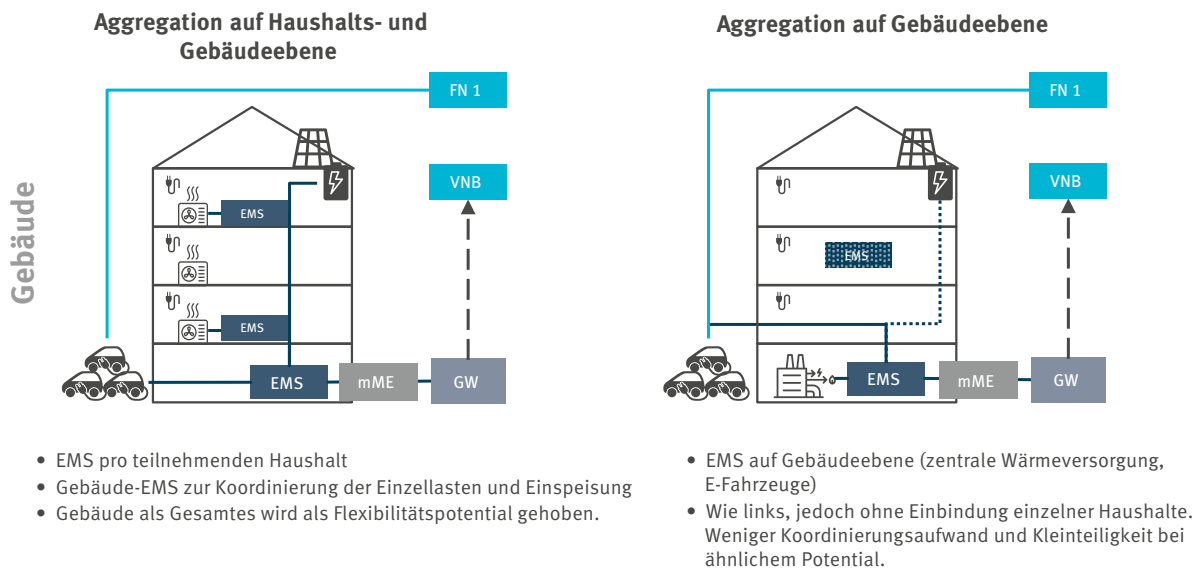 Gebäude
Aggregation auf Haushalts- und
Gebäudeebene
FN 1
VNB
EMS
EMS
EMS
mME
GW
• EMS pro teilnehmenden Haushalt
• Gebäude-EMS zur Koordinierung der Einzellasten und Einspeisung
• Gebäude als Gesamtes wird als Flexibilitätspotential gehoben.
Aggregation auf Gebäudeebene
FN 1
VNB
EMS
EMS
mME
GW
• EMS auf Gebäudeebene (zentrale Wärmeversorgung,
E-Fahrzeuge)
• Wie links, jedoch ohne Einbindung einzelner Haushalte.
Weniger Koordinierungsaufwand und Kleinteiligkeit bei
ähnlichem Potential.